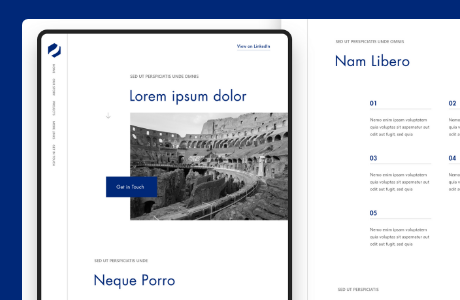 View on LinkedIn
SED UT PERSPICIATIS UNDE OMNIS
Lorem ipsum dolor
Get in Touch
SED UT PERSPICIATIS UNDE
Neque Porro
SED UT PERSPICIATIS UNDE OMNIS
Nam Libero
01
Nemo enim ipsam voluptatem
quia voluptas sit aspernatur aut
odit aut fugit, sed quia
02
Nemo
quia
odit
03
Nemo enim ipsam voluptatem
quia voluptas sit aspernatur aut
odit aut fugit, sed quia
04
Nemo
quia
odit
05
Nemo enim ipsam voluptatem
quia voluptas sit aspernatur aut
odit aut fugit, sed quia
SED UT PERSPICIATIS